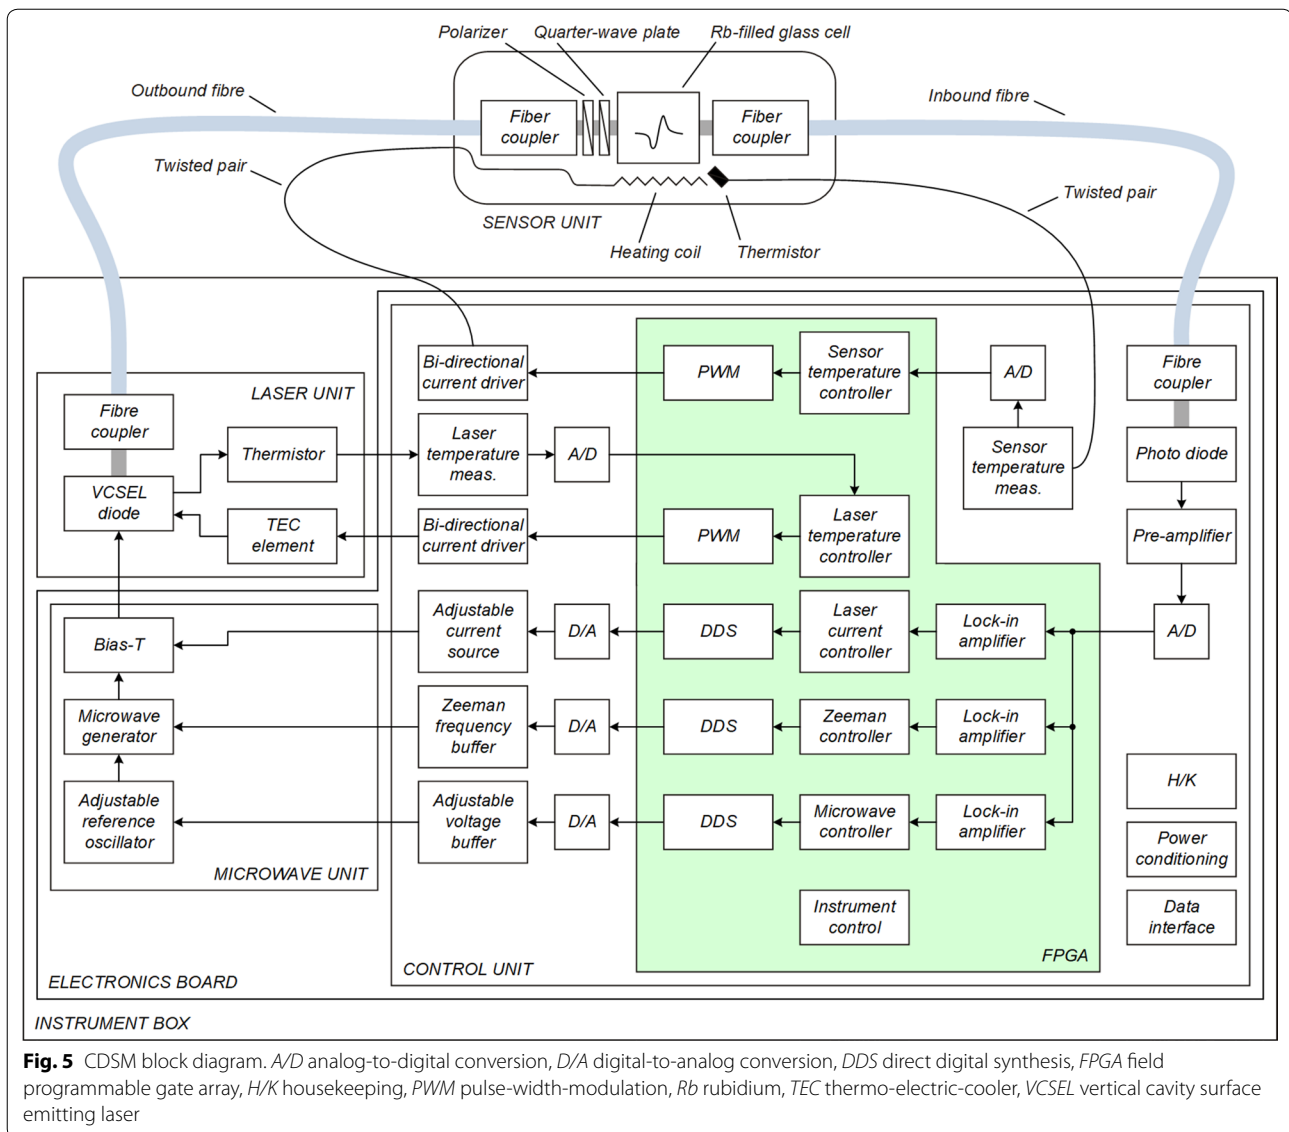 Polarizer
Quarter-wave plate
Rb-filled glass cell
Outbound fibre
Inbound fibre
Fiber
coupler
Fiber
coupler
Twisted pair
Twisted pair
SENSOR UNIT
Heating coil
Thermistor
Bi-directional
current driver
PWM
Sensor
temperature
controller
A/D
Fibre
coupler
LASER UNIT
Fibre
coupler
Thermistor
Laser
temperature
meas.
A/D
Sensor
temperature
meas.
Photo diode
VCSEL
diode
TEC
element
Bi-directional
current driver
PWM
Laser
temperature
controller
Pre-amplifier
Bias-T
Adjustable
current
source
D/A
DDS
Laser
current
controller
Lock-in
amplifier
A/D
Microwave
generator
Zeeman
frequency
buffer
D/A
DDS
Zeeman
controller
Lock-in
amplifier
H/K
Adjustable
reference
oscillator
Adjustable
voltage
buffer
D/A
DDS
Microwave
controller
Lock-in
amplifier
Power
conditioning
MICROWAVE UNIT
Instrument
control
Data
interface
FPGA
CONTROL UNIT
ELECTRONICS BOARD
INSTRUMENT BOX
Fig. 5 CDSM block diagram. A/D analog-to-digital conversion, D/A digital-to-analog conversion, DDS direct digital synthesis, FPGA field
programmable gate array, H/K housekeeping, PWM pulse-width-modulation, Rb rubidium, TEC thermo-electric-cooler, VCSEL vertical cavity surface
emitting laser